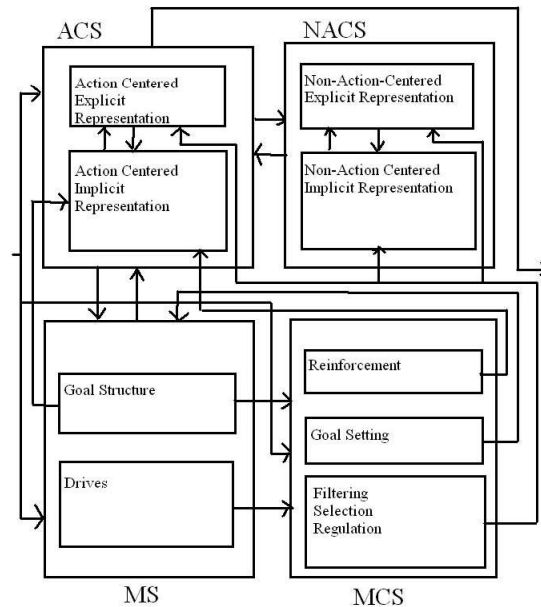 ACS
NACS
Action Centered
Explicit
Representation
Non-Action-Centered
Explicit Representation
Action Centered
Implicit
Representation
Non-Action Centered
Implicit Representation
Goal Structure
Drives
Reinforcement
Goal Setting
Filtering
Selection
Regulation
MS
MCS